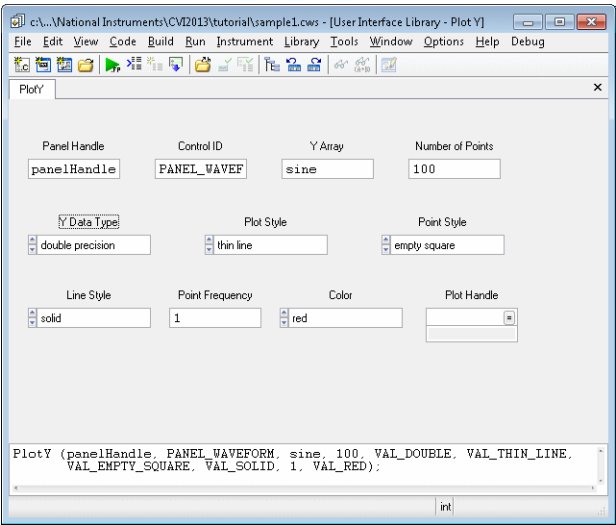 c:\...\National Instruments\CVI2013\tutorial\sample1.cws - [User Interface Library - Plot Y]
File Edit View Code Build Run Instrument Library Tools Window Options Help Debug
PlotY
Panel Handle Control ID Y Array Number of Points
panelHandle PANEL_WAVEF sine 100
Y Data Type Plot Style Point Style
double precision thin line empty square
Line Style Point Frequency Color Plot Handle
solid 1 red
PlotY (panelHandle, PANEL_WAVEFORM, sine, 100, VAL_DOUBLE, VAL_THIN_LINE,
VAL_EMPTY_SQUARE, VAL_SOLID, 1, VAL_RED);
int